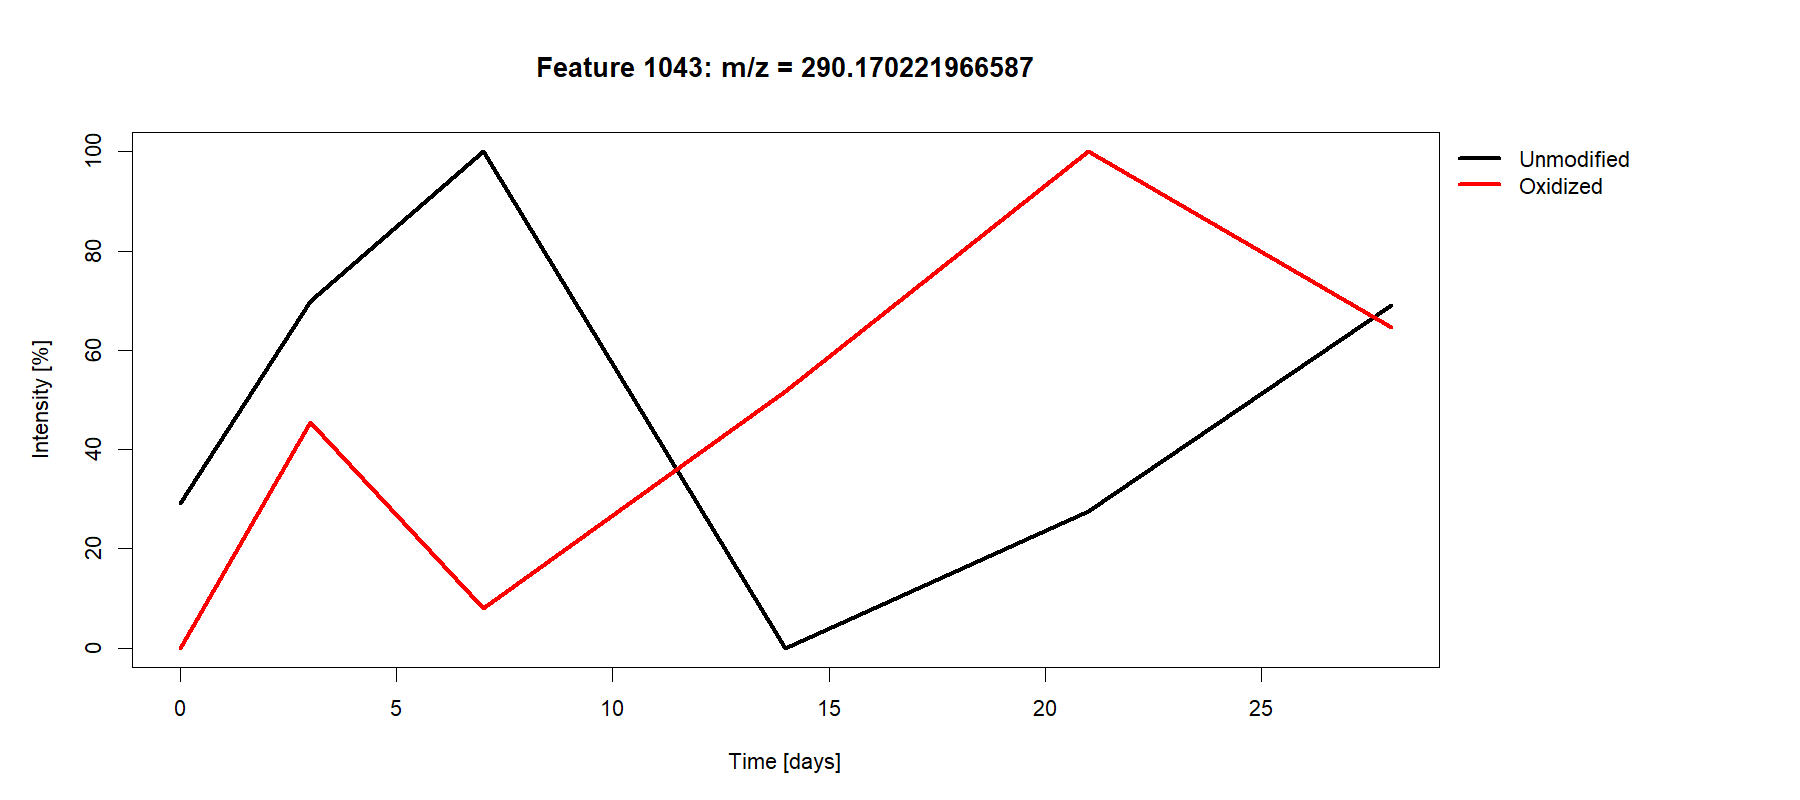 Feature 1043: m/z = 290.170221966587
Unmodified
Oxidized
Intensity [%]
100
80
60
40
20
0
0 5 10 15 20 25
Time [days]